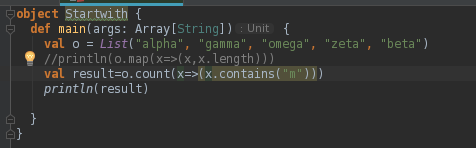 object Startwith {
def main(args: Array[String]) : Unit {
val o = List("alpha", "gamma", "omega", "zeta", "beta")
//println(o.map(x=>(x,x.length)))
val result=o.count(x=>(x.contains("m")))
println(result)
}
}